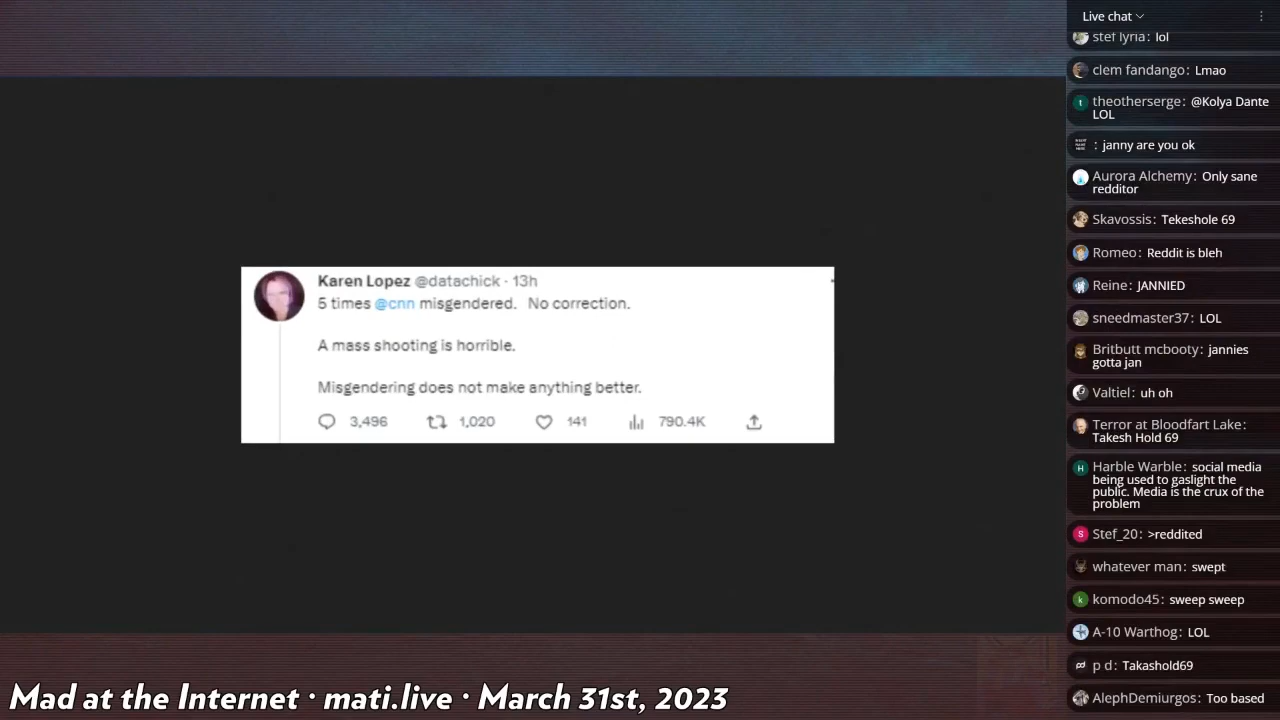 Karen Lopez @datachick · 13h
5 times @cnn misgendered. No correction.
A mass shooting is horrible.
Misgendering does not make anything better.
3,496 1,020 141 790.4K
Mad at the Internet · mati.live · March 31st, 2023
Live chat
stef lyria: lol
clem fandango: Lmao
theotherserge: @Kolya Dante
LOL
: janny are you ok
Aurora Alchemy: Only sane
redditor
Skavossis: Tekeshole 69
Romeo: Reddit is bleh
Reine: JANNIED
sneedmaster37: LOL
Britbutt mcbooty: jannies
gotta jan
Valtiel: uh oh
Terror at Bloodfart Lake:
Takesh Hold 69
H
Harble Warble: social media
being used to gaslight the
public. Media is the crux of the
problem
S
Stef_20: >reddited
whatever man: swept
k
komodo45: sweep sweep
A-10 Warthog: LOL
p d: Takashold69
AlephDemiurgos: Too based